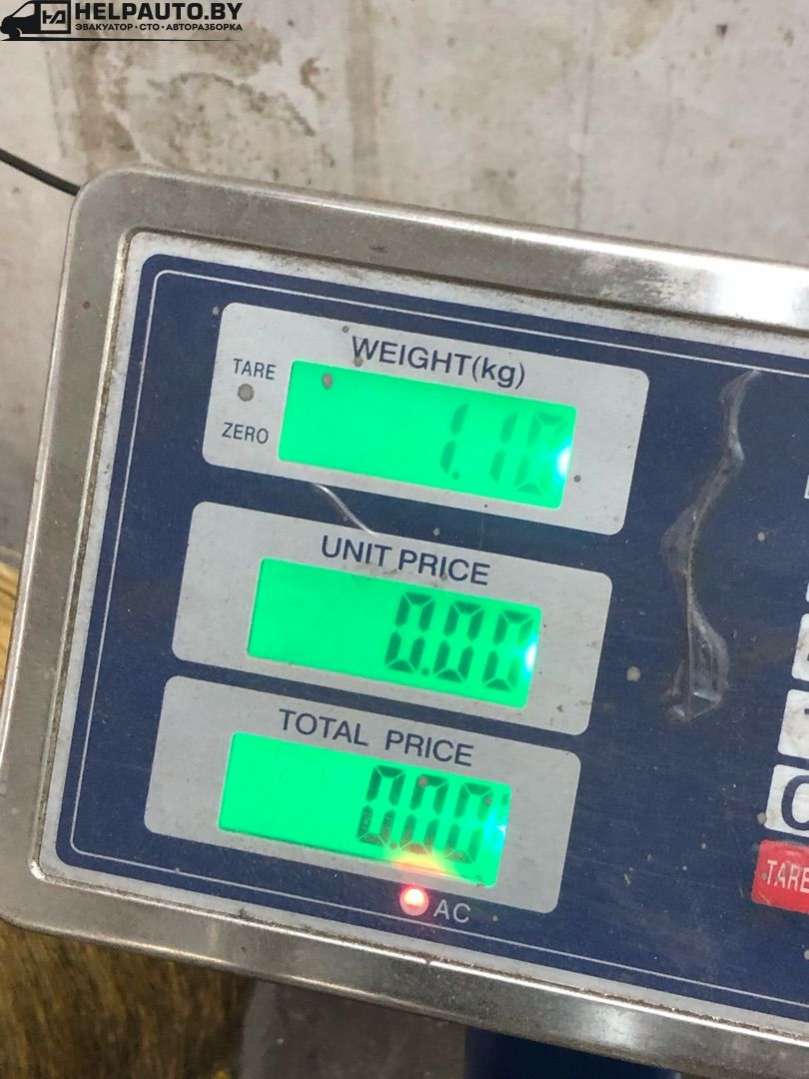 HELPAUTO.BY
ЭВАКУАТОР · СТО · АВТОРАЗБОРКА
WEIGHT(kg)
TARE
1.10
ZERO
UNIT PRICE
0.00
TOTAL PRICE
0.00
AC
TARE